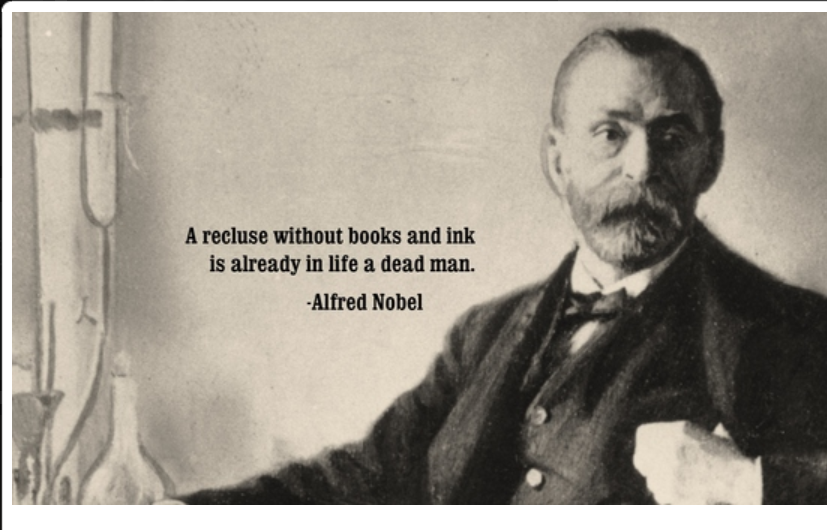 A recluse without books and ink
is already in life a dead man.
-Alfred Nobel